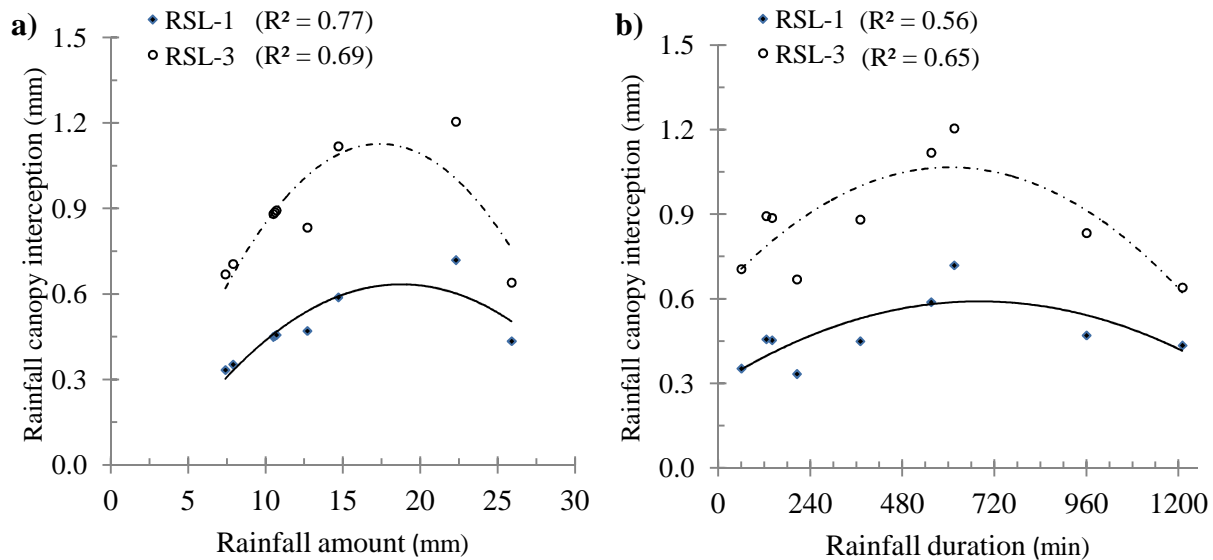 a)
RSL-1 (R² = 0.77)
RSL-3 (R² = 0.69)
Rainfall canopy interception (mm)
1.5
1.2
0.9
0.6
0.3
0.0
0 5 10 15 20 25 30
Rainfall amount (mm)
b)
RSL-1 (R² = 0.56)
RSL-3 (R² = 0.65)
Rainfall canopy interception (mm)
1.5
1.2
0.9
0.6
0.3
0.0
0 240 480 720 960 1200
Rainfall duration (min)